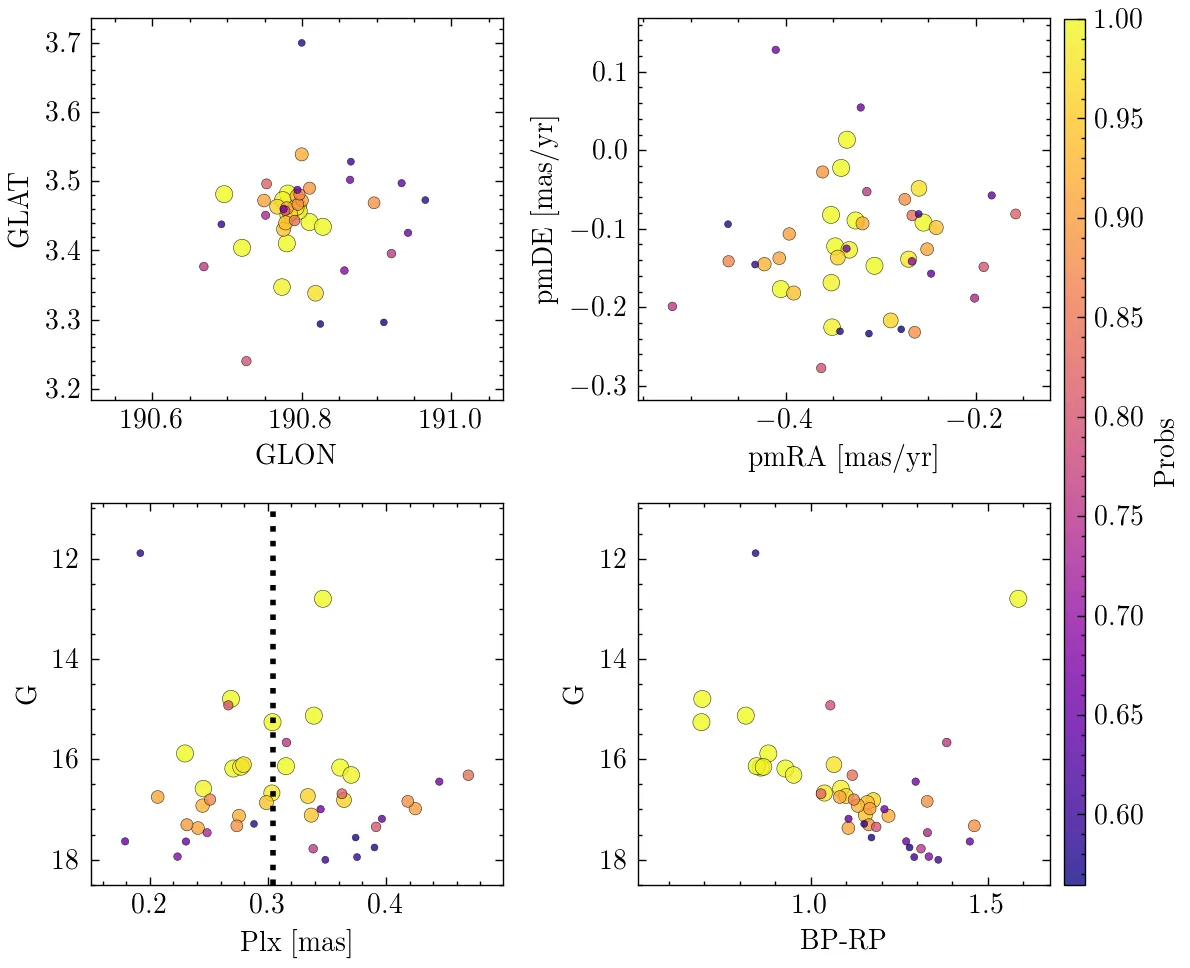 3.7
3.6
3.5
3.4
3.3
3.2
GLAT
190.6 190.8 191.0
GLON
0.1
0.0
−0.1
−0.2
−0.3
pmDE [mas/yr]
−0.4 −0.2
pmRA [mas/yr]
1.00
0.95
0.90
0.85
0.80
0.75
0.70
0.65
0.60
Probs
12
14
16
18
G
0.2 0.3 0.4
Plx [mas]
12
14
16
18
G
1.0 1.5
BP-RP